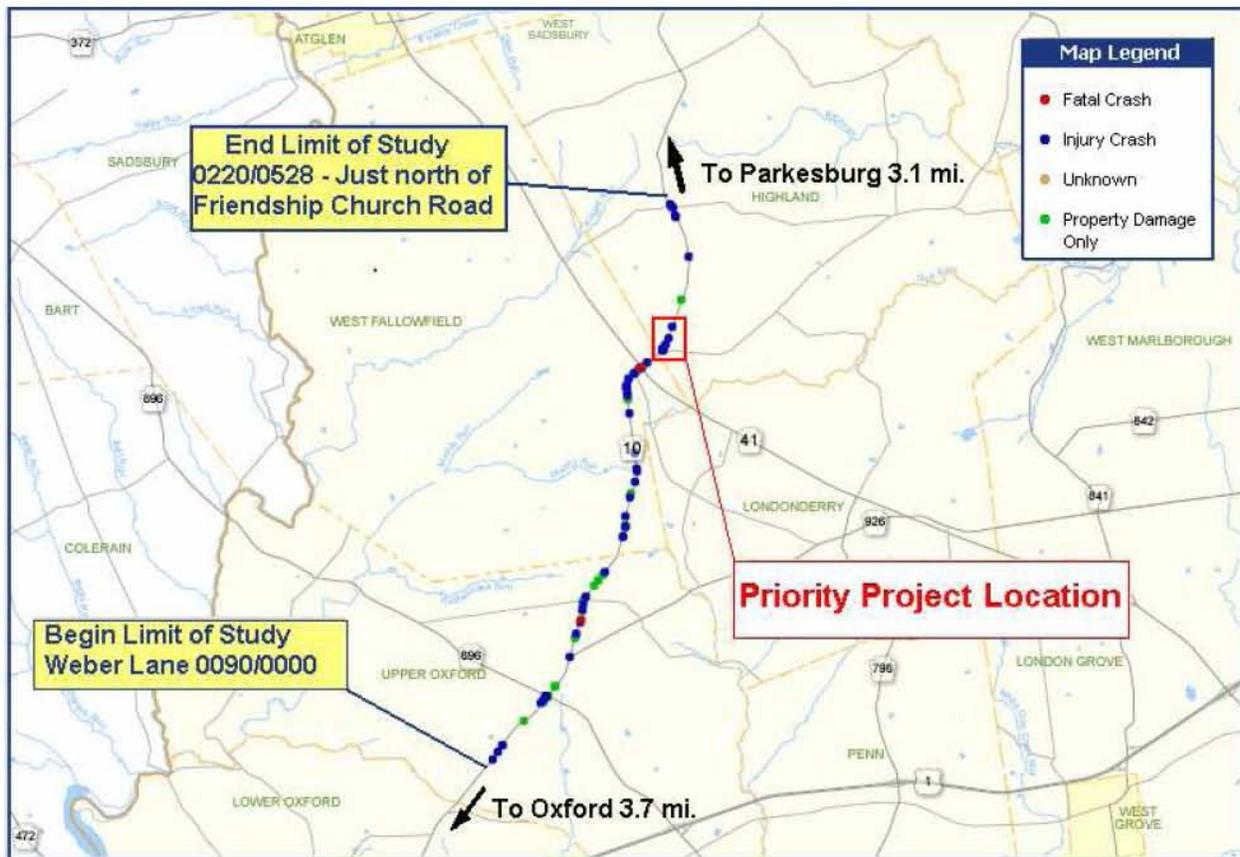 372
ATGLEN
WEST
SADSBURY
Map Legend
Fatal Crash
Injury Crash
Unknown
Property Damage
Only
End Limit of Study
0220/0528 - Just north of
Friendship Church Road
SADSBURY
To Parkesburg 3.1 mi.
HIGHLAND
BART
WEST FALLOWFIELD
WEST MARLBOROUGH
896
10
41
842
841
LONDONDERRY
926
COLERAIN
Priority Project Location
Begin Limit of Study
Weber Lane 0090/0000
696
UPPER OXFORD
796
LONDON GROVE
PENN
1
LOWER OXFORD
To Oxford 3.7 mi.
472
WEST
GROVE